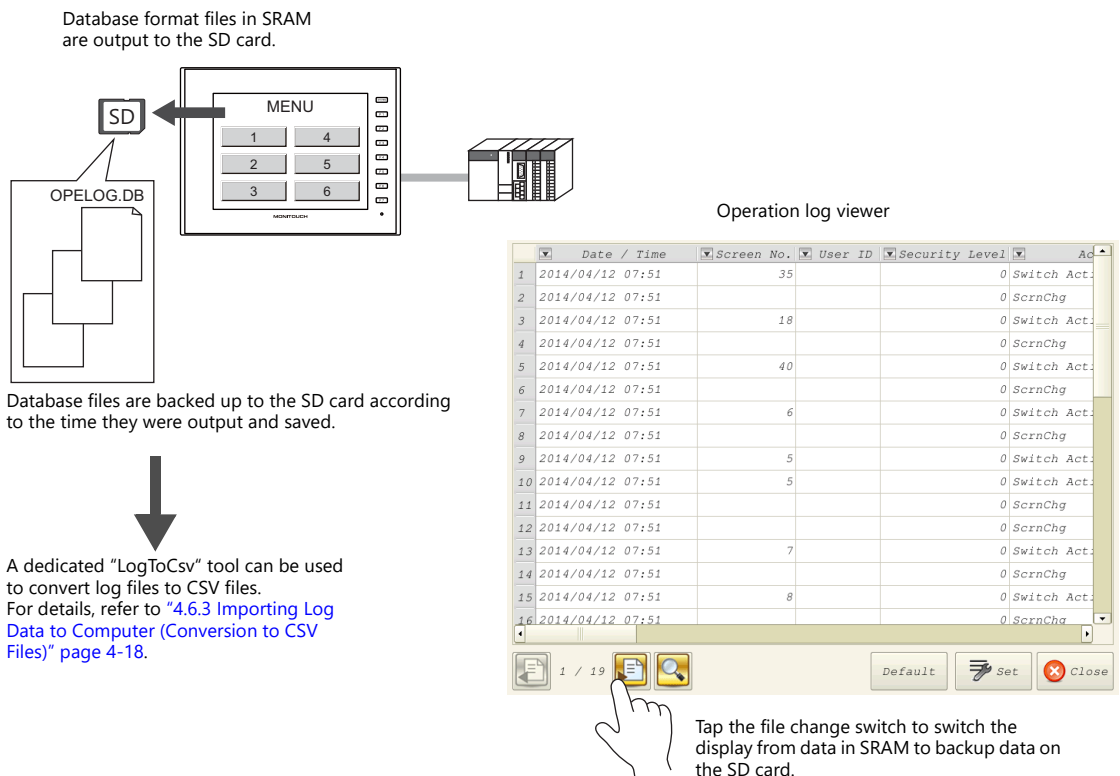 Database format files in SRAM
are output to the SD card.
SD
MENU
1 4
2 5
3 6
MONITOUCH
OPELOG.DB
Database files are backed up to the SD card according
to the time they were output and saved.
A dedicated “LogToCsv” tool can be used
to convert log files to CSV files.
For details, refer to “4.6.3 Importing Log
Data to Computer (Conversion to CSV
Files)” page 4-18.
Operation log viewer
Date / Time Screen No. User ID Security Level Ac
1 2014/04/12 07:51 35 0 Switch Acti
2 2014/04/12 07:51 0 ScrnChg
3 2014/04/12 07:51 18 0 Switch Acti
4 2014/04/12 07:51 0 ScrnChg
5 2014/04/12 07:51 40 0 Switch Acti
6 2014/04/12 07:51 0 ScrnChg
7 2014/04/12 07:51 6 0 Switch Acti
8 2014/04/12 07:51 0 ScrnChg
9 2014/04/12 07:51 5 0 Switch Acti
10 2014/04/12 07:51 5 0 Switch Acti
11 2014/04/12 07:51 0 ScrnChg
12 2014/04/12 07:51 0 ScrnChg
13 2014/04/12 07:51 7 0 Switch Acti
14 2014/04/12 07:51 0 ScrnChg
15 2014/04/12 07:51 8 0 Switch Acti
16 2014/04/12 07:51 0 ScrnChg
1 / 19 Default Set Close
Tap the file change switch to switch the
display from data in SRAM to backup data on
the SD card.